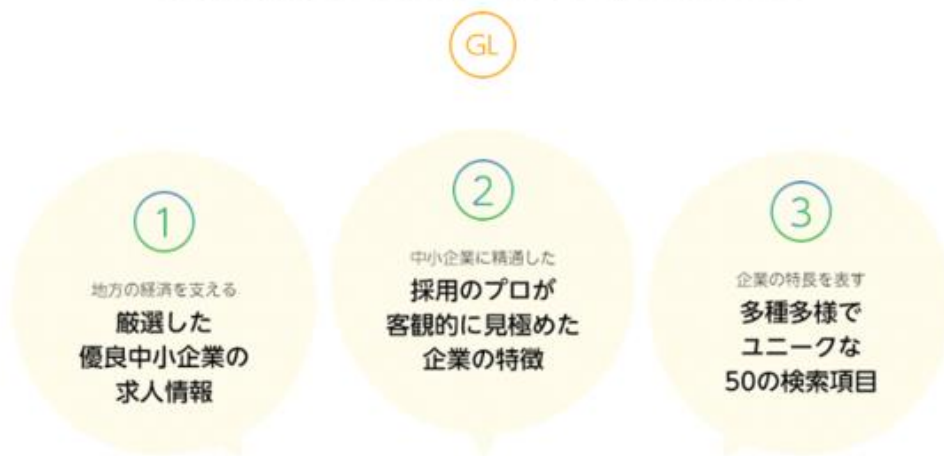 GL
1
地方の経済を支える
厳選した
優良中小企業の
求人情報
2
中小企業に精通した
採用のプロが
客観的に見極めた
企業の特徴
3
企業の特長を表す
多種多様で
ユニークな
50の検索項目